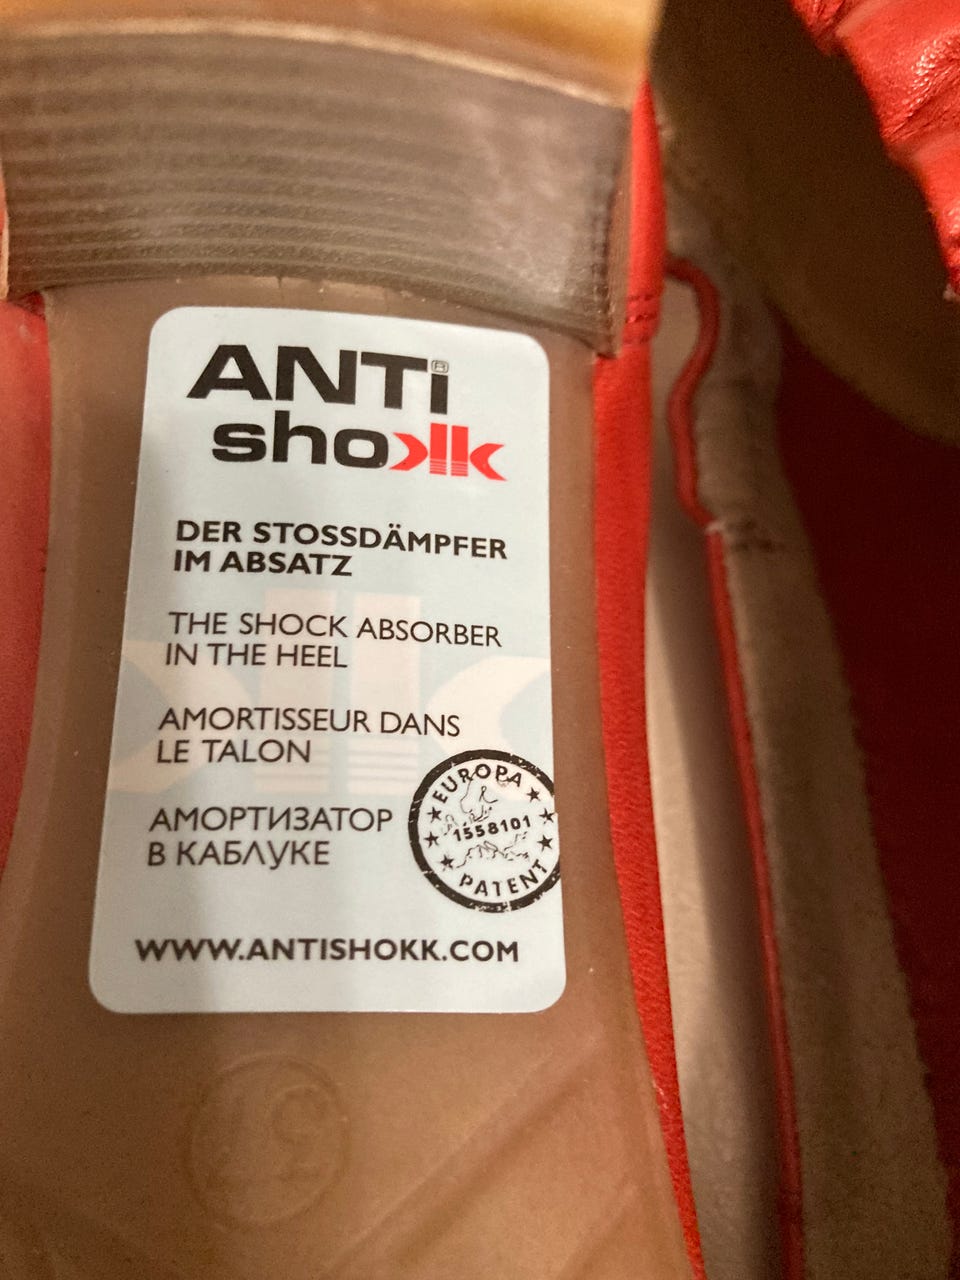 ANTi®
shokk
DER STOSSDÄMPFER
IM ABSATZ
THE SHOCK ABSORBER
IN THE HEEL
AMORTISSEUR DANS
LE TALON
АМОРТИЗАТОР
В КАБЛУКЕ
EUROPA
1558101
PATENT
WWW.ANTISHOKK.COM